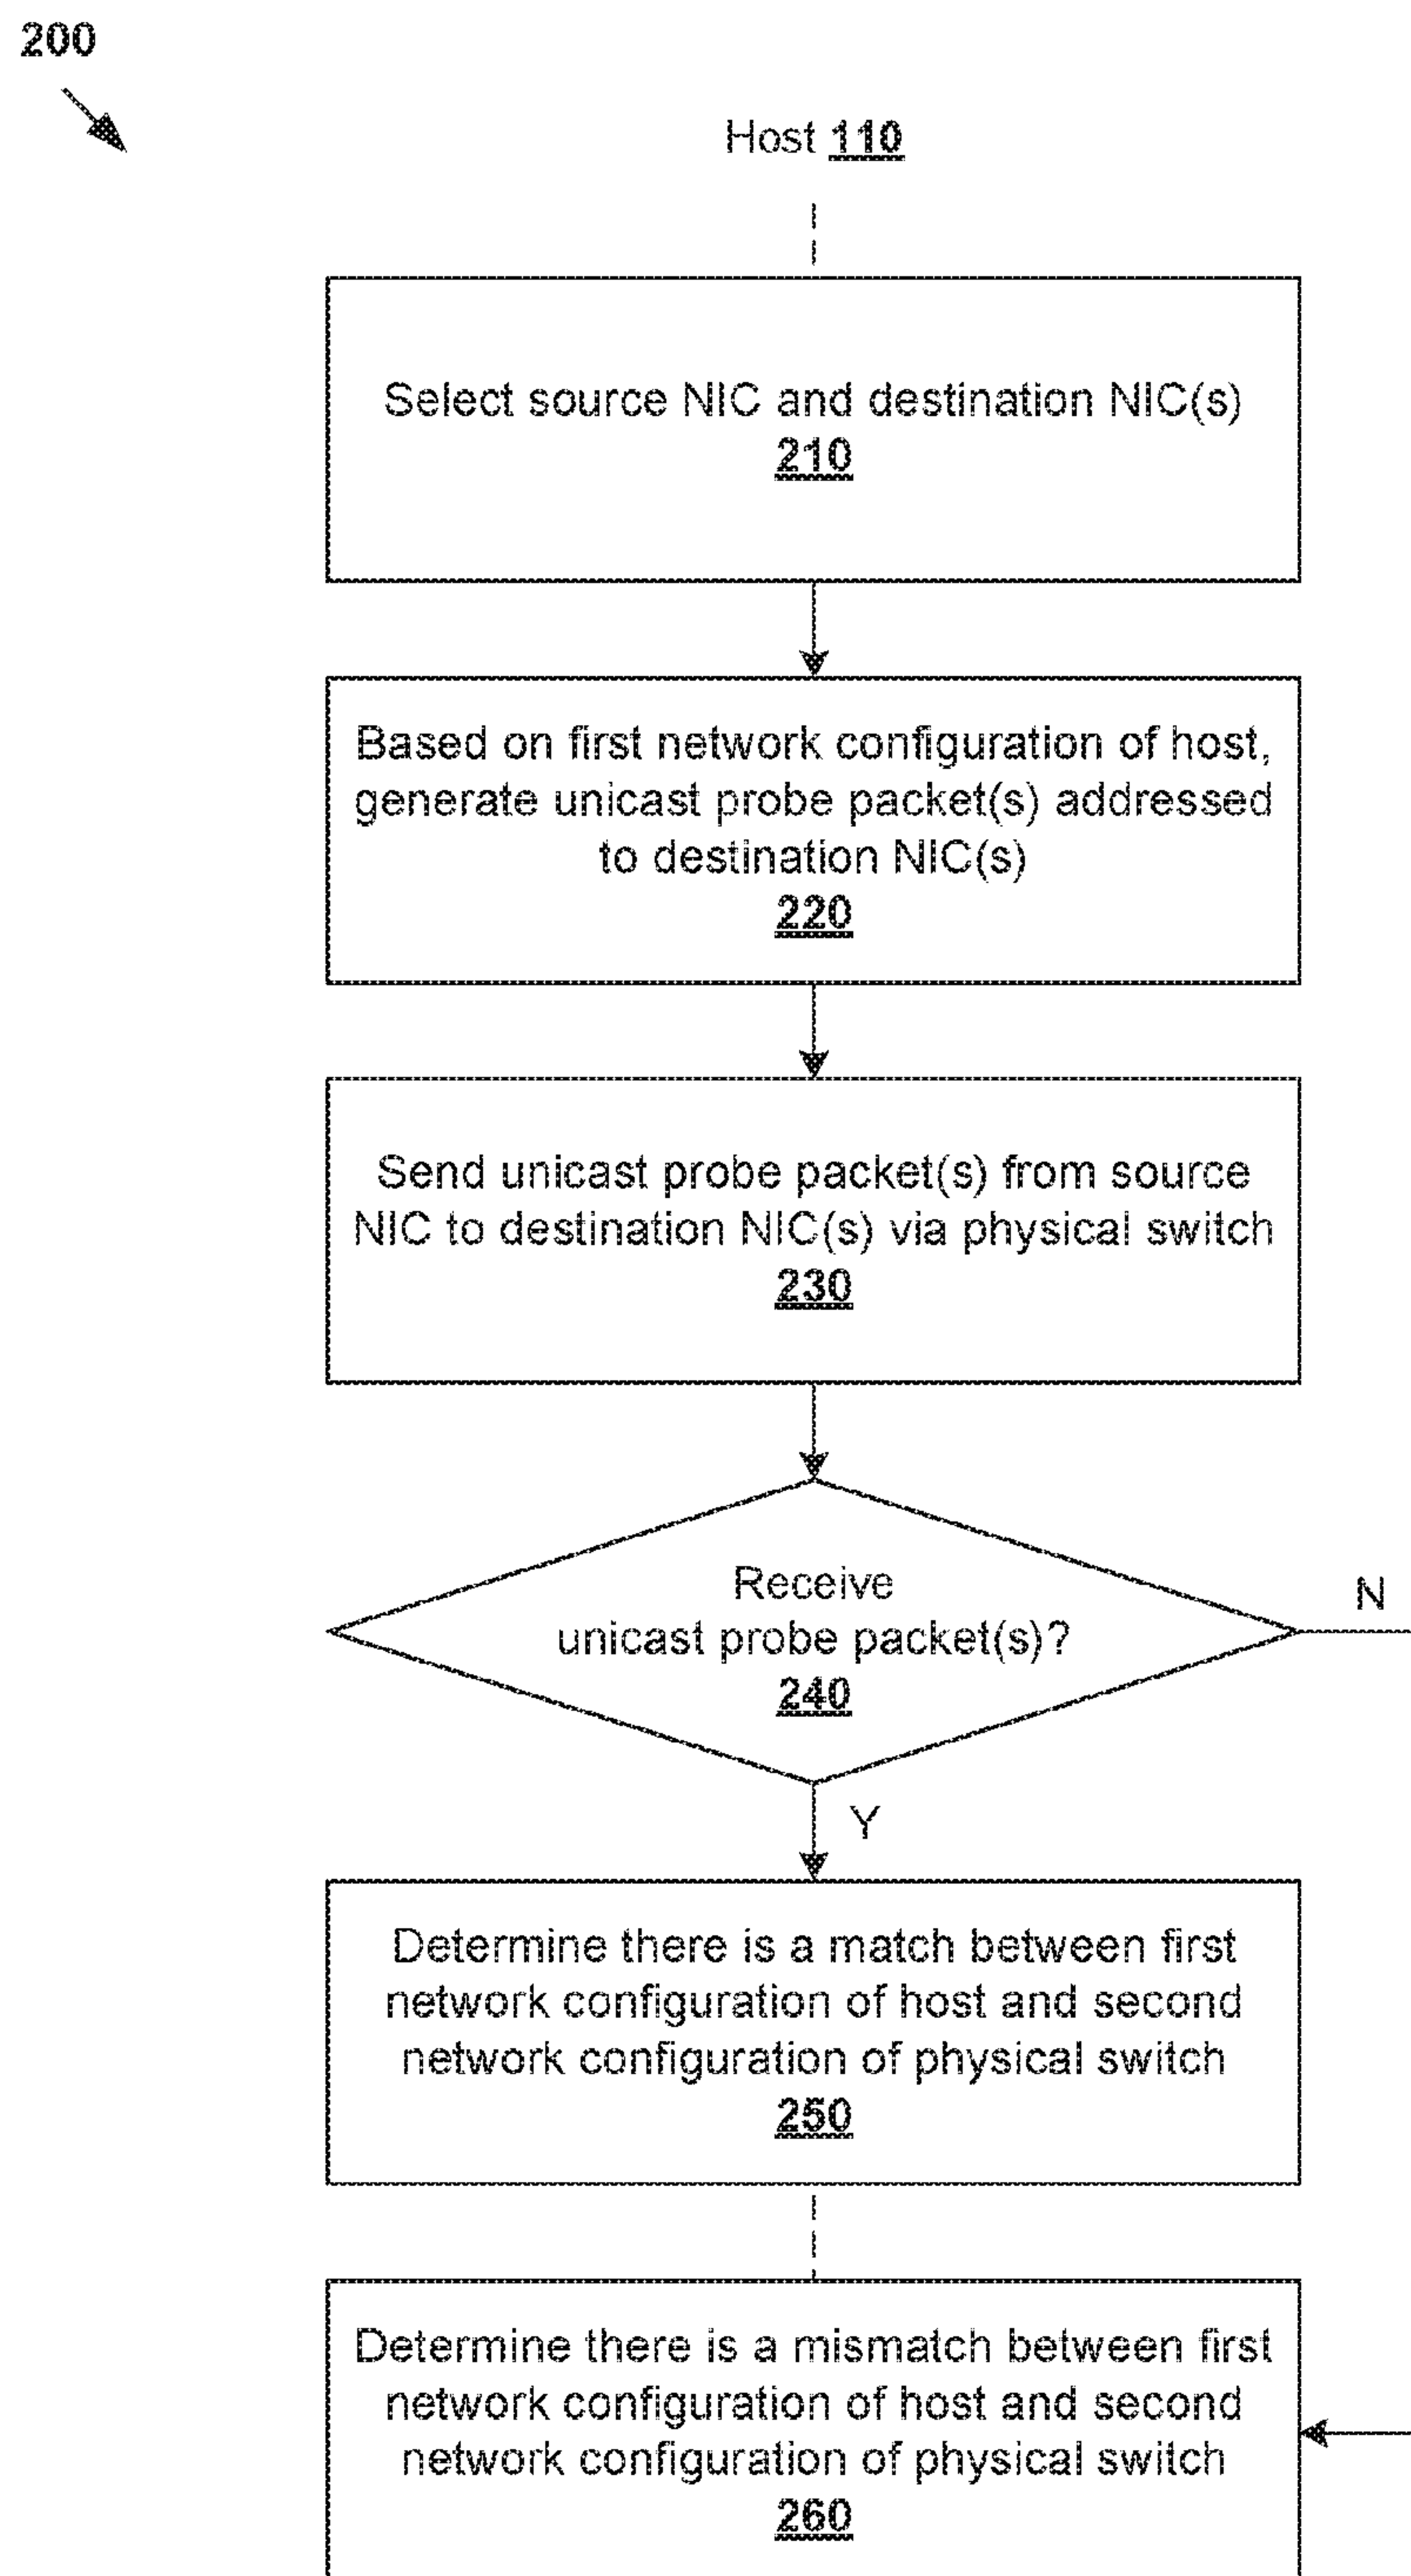 200
Host 110
Select source NIC and destination NIC(s)
210
Based on first network configuration of host,
generate unicast probe packet(s) addressed
to destination NIC(s)
220
Send unicast probe packet(s) from source
NIC to destination NIC(s) via physical switch
230
Receive
unicast probe packet(s)?
240
N
Y
Determine there is a match between first
network configuration of host and second
network configuration of physical switch
250
Determine there is a mismatch between first
network configuration of host and second
network configuration of physical switch
260